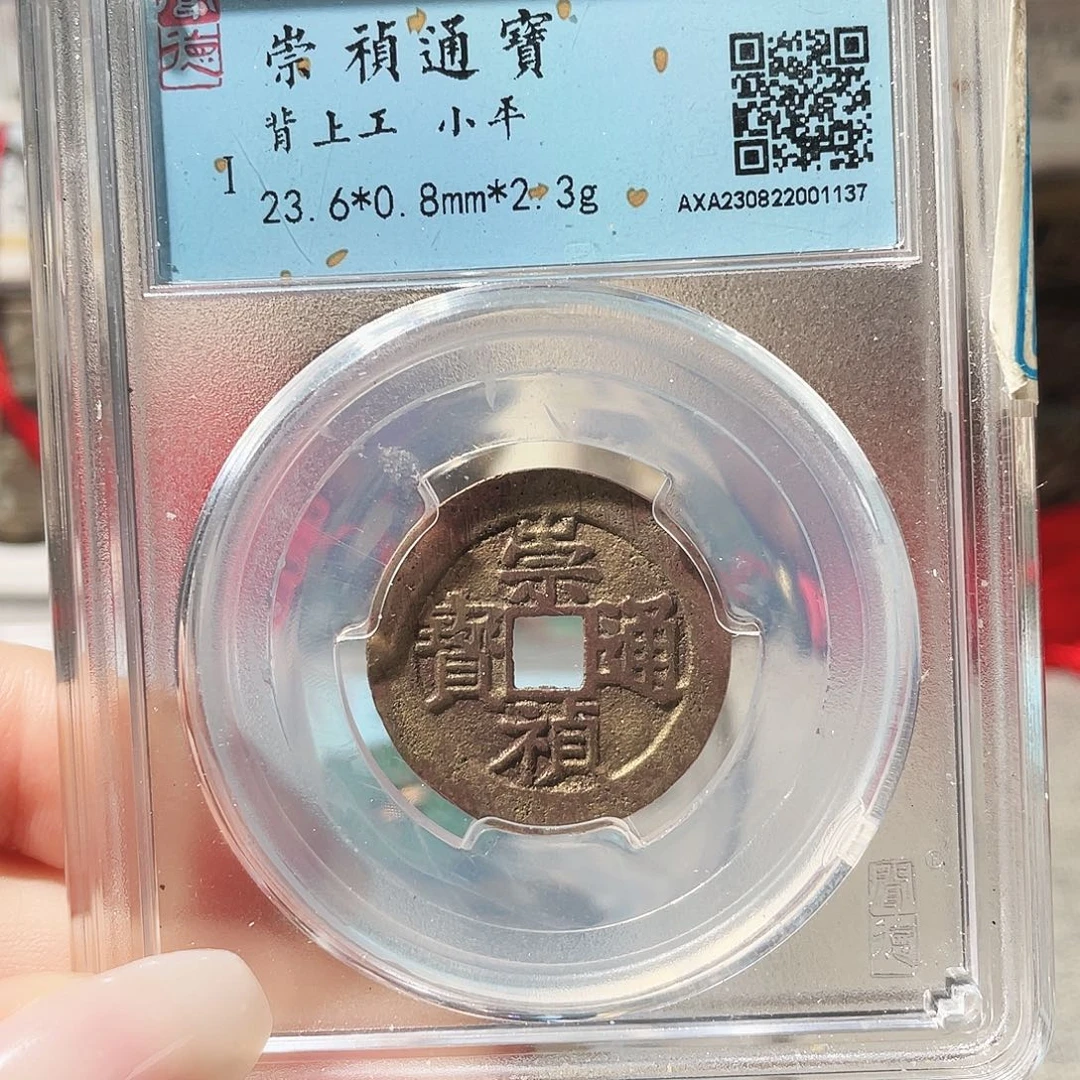 崇禎通寶
背上工 小平
I 23.6*0.8mm*2.3g
AXA230822001137
崇
寶 通
禎